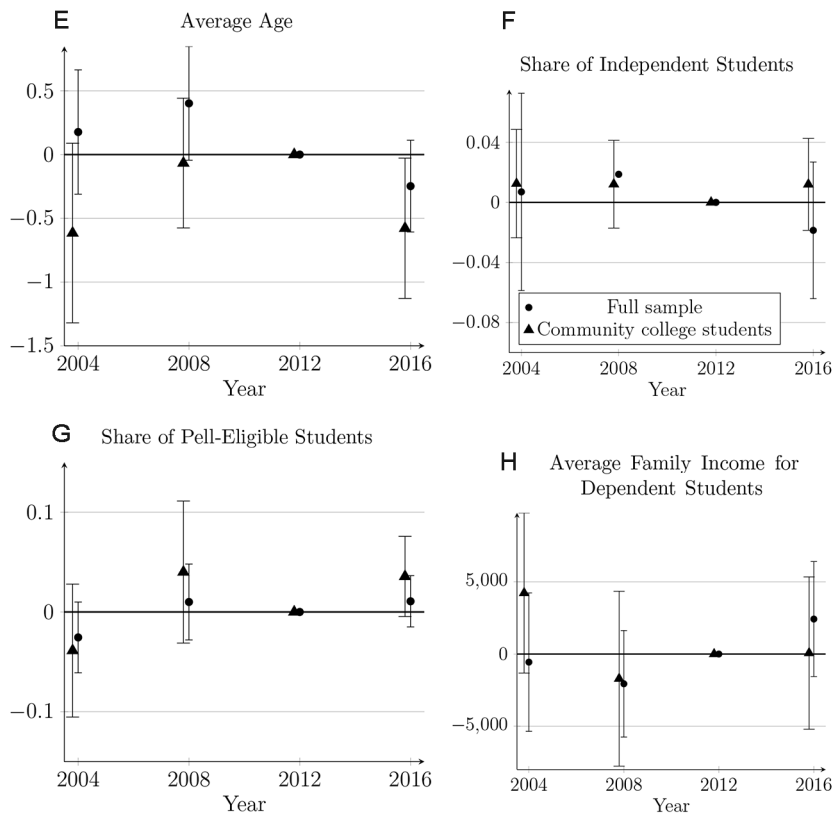 E
Average Age
0.5
0
−0.5
−1
−1.5
2004 2008 2012 2016
Year
F
Share of Independent Students
0.04
0
−0.04
−0.08
Full sample
Community college students
2004 2008 2012 2016
Year
G
Share of Pell-Eligible Students
0.1
0
−0.1
2004 2008 2012 2016
Year
H
Average Family Income for
Dependent Students
5,000
0
−5,000
2004 2008 2012 2016
Year